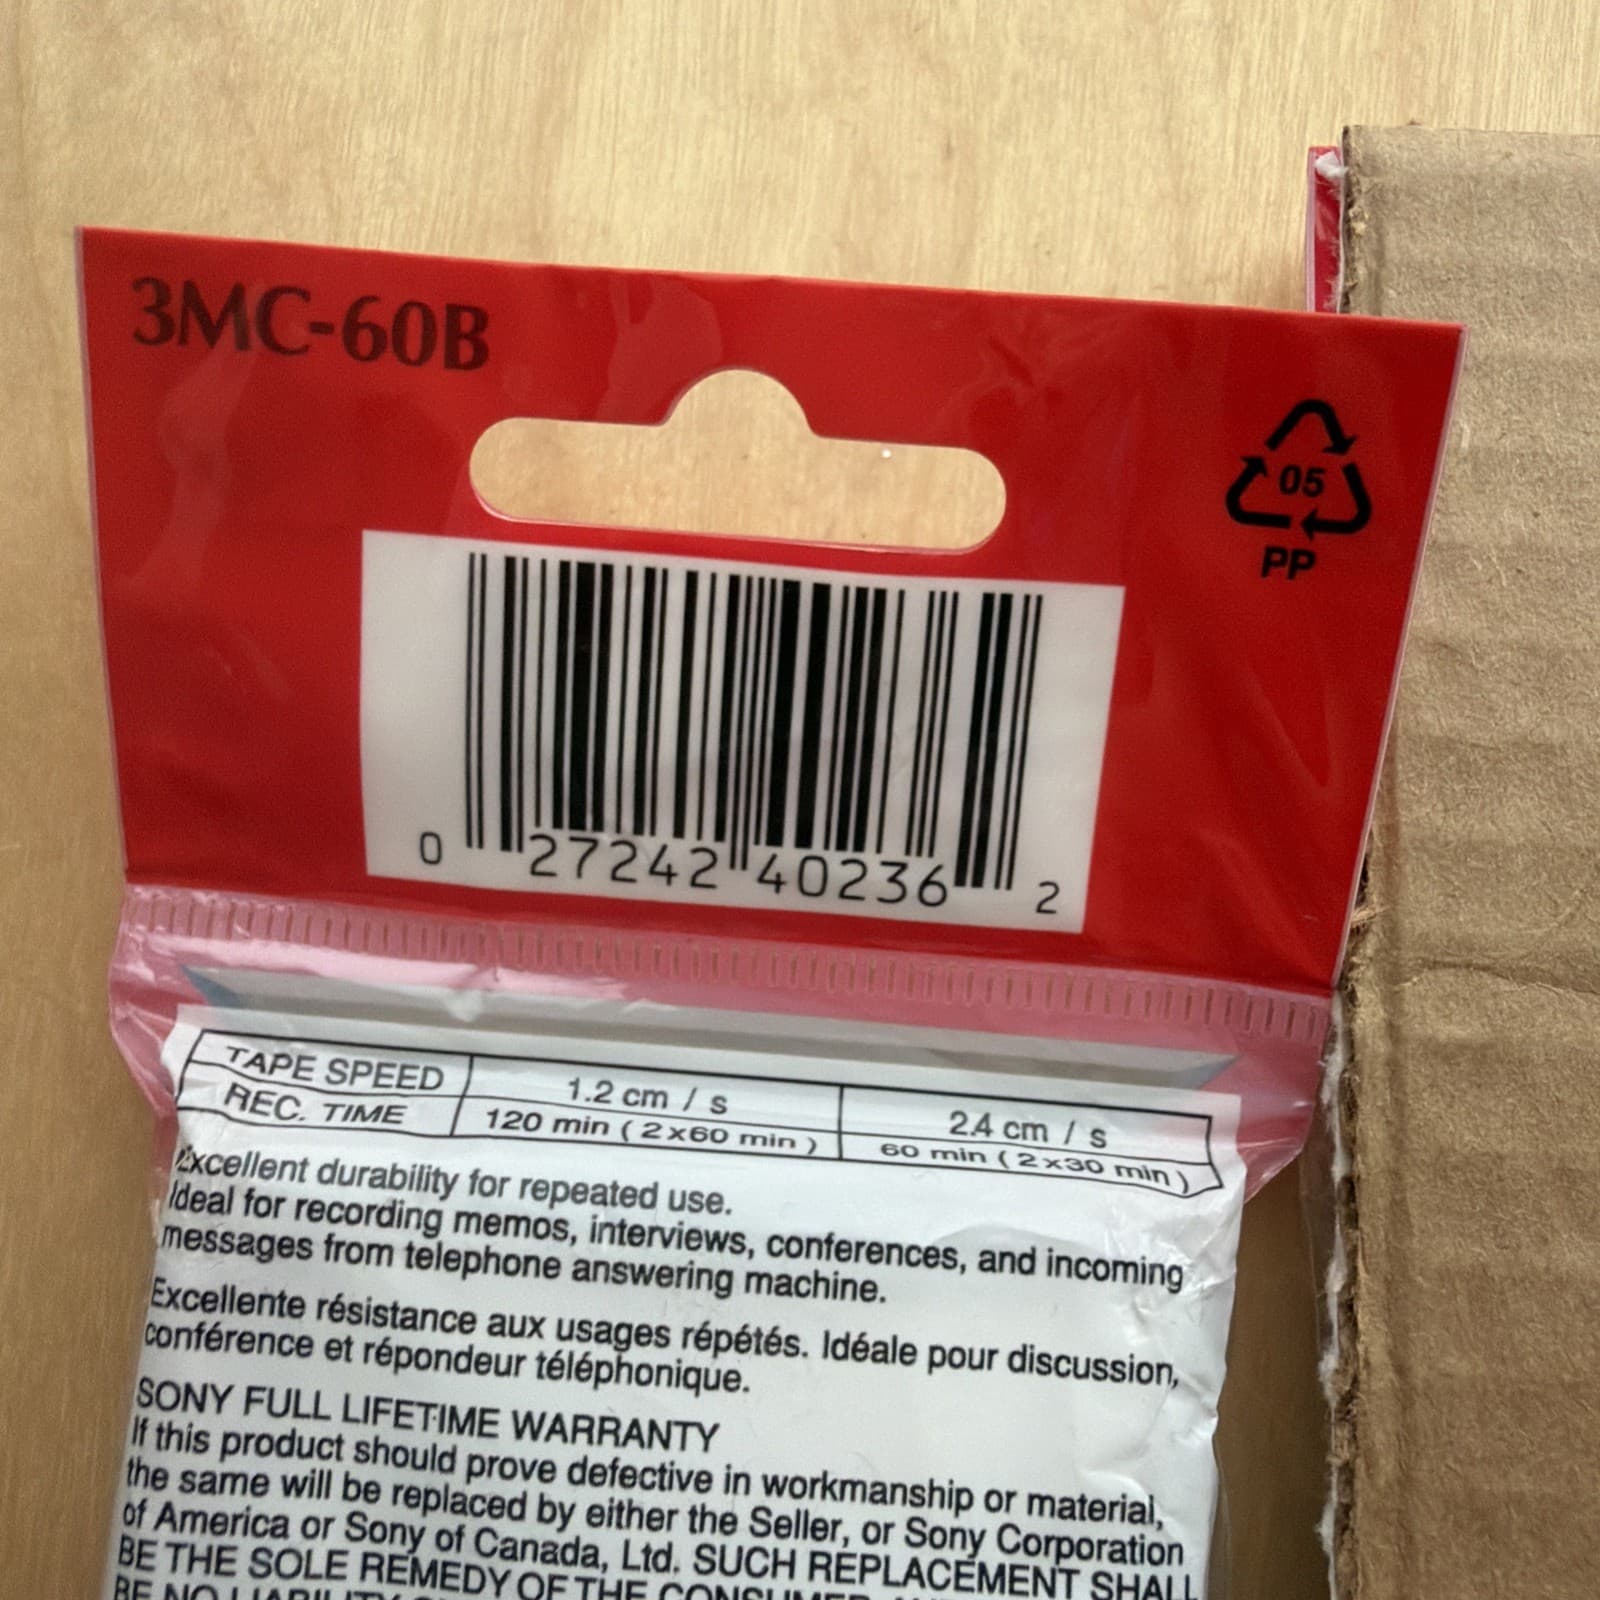 3MC-60B
05
PP
0 27242 40236 2
TAPE SPEED 1.2 cm / s 2.4 cm / s
REC. TIME 120 min ( 2x60 min ) 60 min ( 2x30 min )
Excellent durability for repeated use.
Ideal for recording memos, interviews, conferences, and incoming
messages from telephone answering machine.
Excellente résistance aux usages répétés. Idéale pour discussion,
conférence et répondeur téléphonique.
SONY FULL LIFETIME WARRANTY
If this product should prove defective in workmanship or material,
the same will be replaced by either the Seller, or Sony Corporation
of America or Sony of Canada, Ltd. SUCH REPLACEMENT SHALL
BE THE SOLE REMEDY OF THE CONSUMER
BE NO LIABILITY